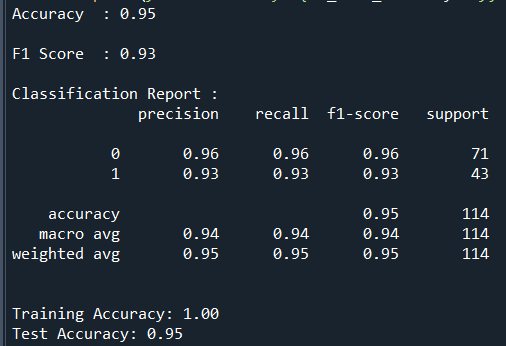 Accuracy  : 0.95
F1 Score  : 0.93
Classification Report :
              precision    recall  f1-score   support
           0       0.96      0.96      0.96        71
           1       0.93      0.93      0.93        43
    accuracy                           0.95       114
   macro avg       0.94      0.94      0.94       114
weighted avg       0.95      0.95      0.95       114
Training Accuracy: 1.00
Test Accuracy: 0.95